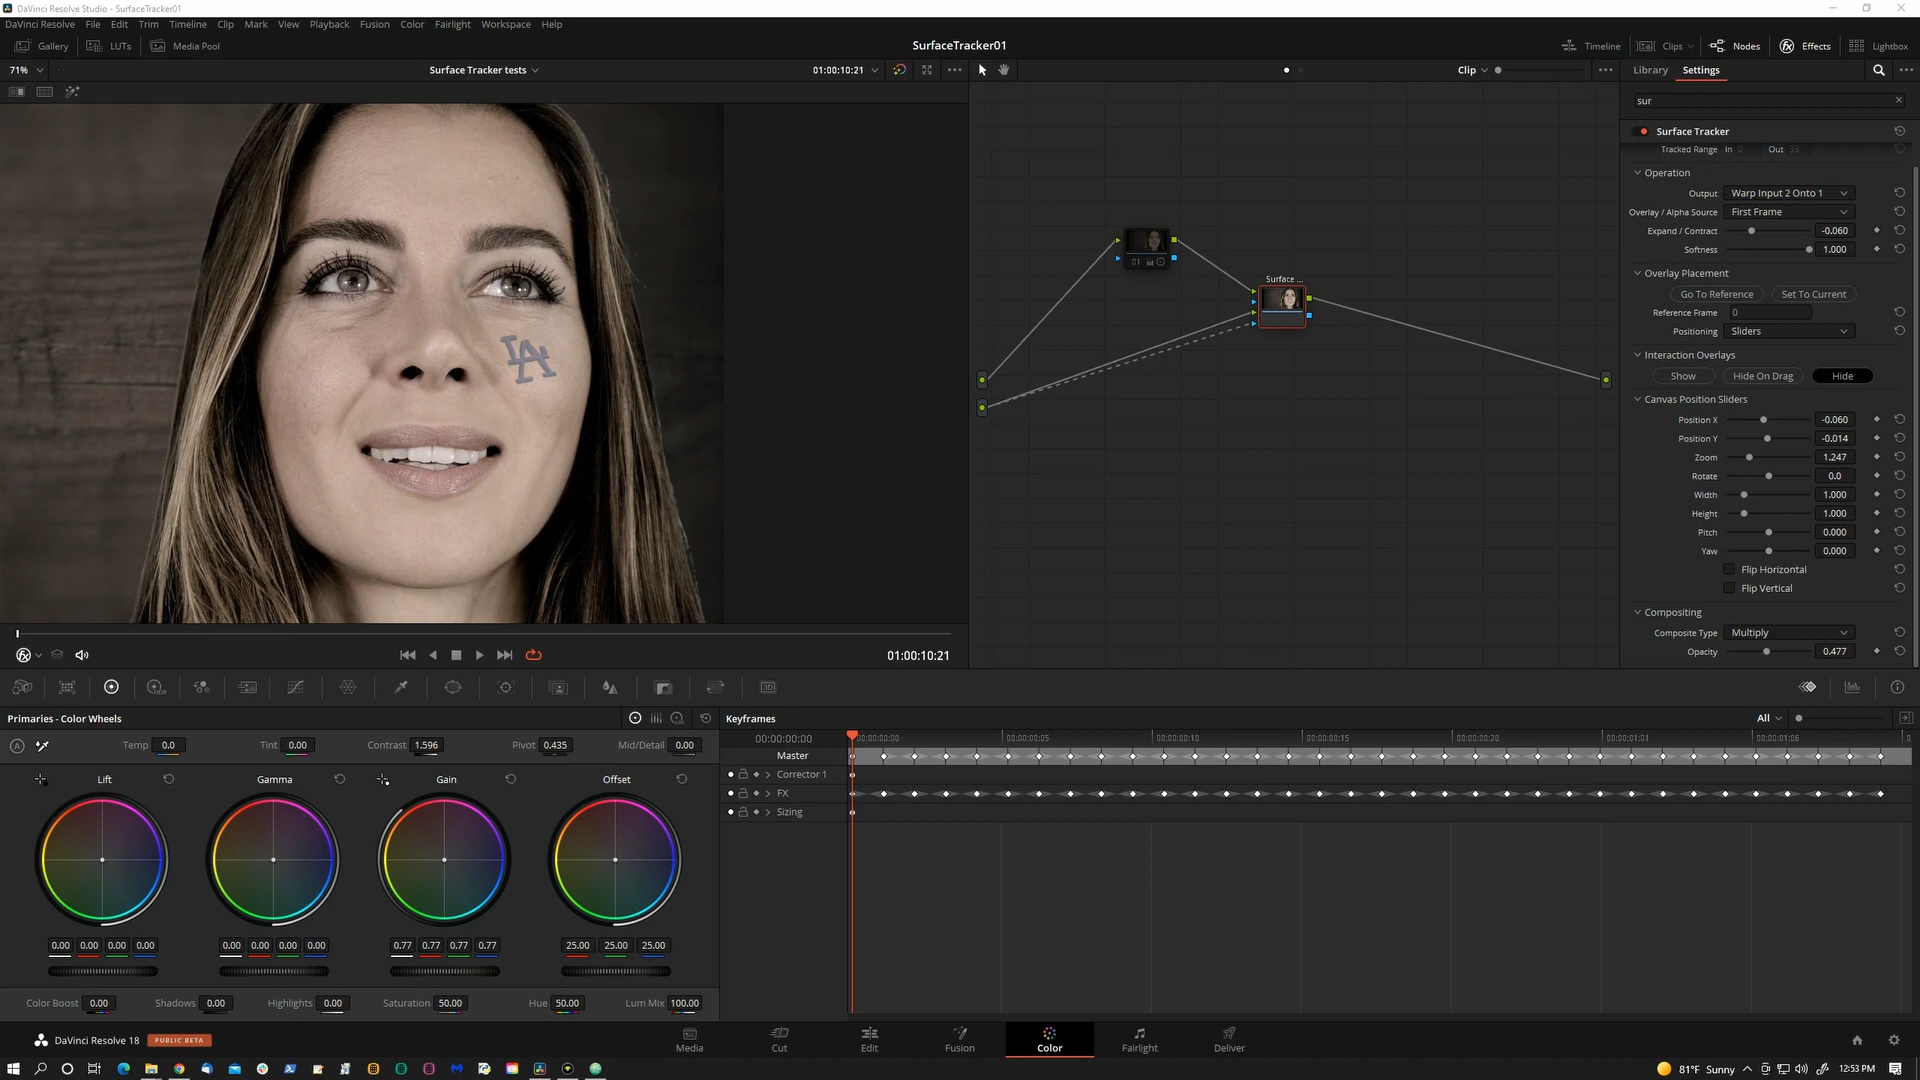 DaVinci Resolve Studio - SurfaceTracker01
DaVinci Resolve File Edit Trim Timeline Clip Mark View Playback Fusion Color Fairlight Workspace Help
Gallery LUTs Media Pool SurfaceTracker01 Timeline Clips Nodes Effects Lightbox
71% Surface Tracker tests 01:00:10:21 Clip Library Settings
sur
Surface Tracker
Tracked Range In 0 Out 33
Operation
Output Warp Input 2 Onto 1
Overlay / Alpha Source First Frame
Expand / Contract -0.060
Softness 1.000
Overlay Placement
Go To Reference Set To Current
Reference Frame 0
Positioning Sliders
Interaction Overlays
Show Hide On Drag Hide
Canvas Position Sliders
Position X -0.060
Position Y -0.014
Zoom 1.247
Rotate 0.0
Width 1.000
Height 1.000
Pitch 0.000
Yaw 0.000
Flip Horizontal
Flip Vertical
Compositing
Composite Type Multiply
Opacity 0.477
01
Surface ...
LA
01:00:10:21
HDR
3D
Primaries - Color Wheels
A Temp 0.0 Tint 0.00 Contrast 1.596 Pivot 0.435 Mid/Detail 0.00
Lift Gamma Gain Offset
0.00 0.00 0.00 0.00 0.00 0.00 0.00 0.00 0.77 0.77 0.77 0.77 25.00 25.00 25.00
Color Boost 0.00 Shadows 0.00 Highlights 0.00 Saturation 50.00 Hue 50.00 Lum Mix 100.00
Keyframes All
00:00:00:00 00:00:00:00 00:00:00:05 00:00:00:10 00:00:00:15 00:00:00:20 00:00:01:01 00:00:01:06
Master
Corrector 1
FX
Sizing
DaVinci Resolve 18 PUBLIC BETA Media Cut Edit Fusion Color Fairlight Deliver
81°F Sunny 12:53 PM